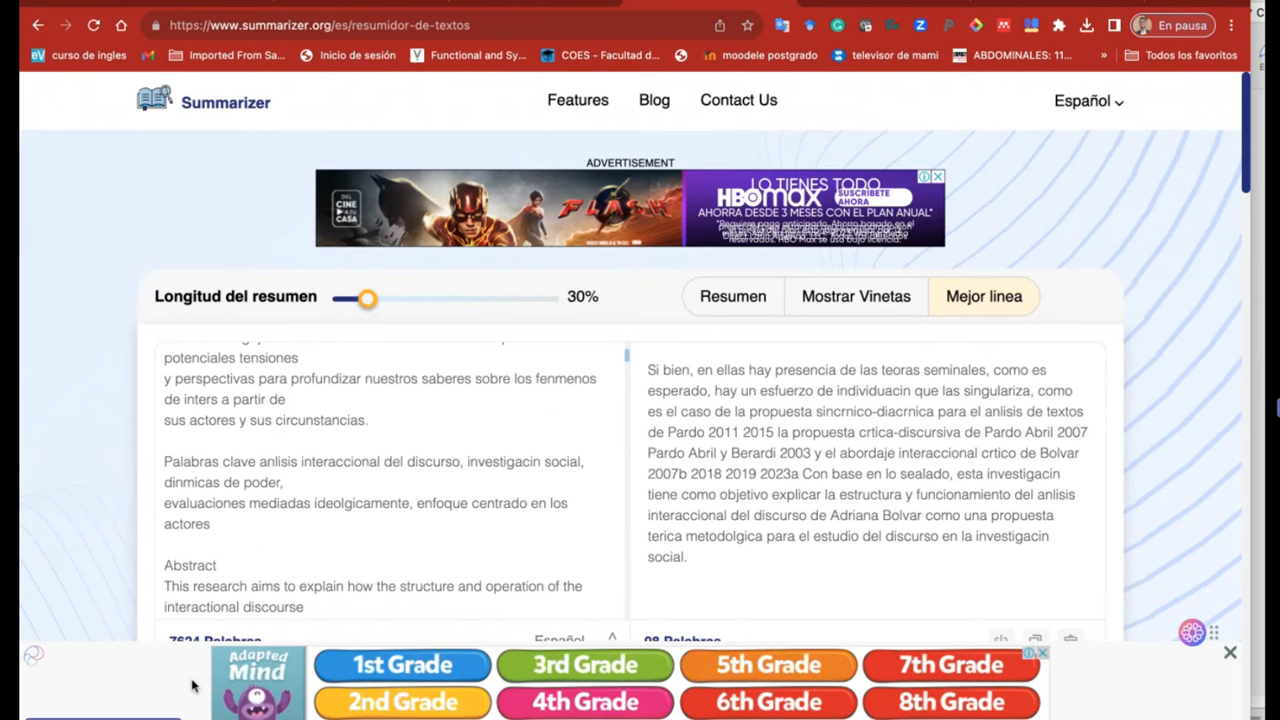 https://www.summarizer.org/es/resumidor-de-textos
En pausa
curso de ingles
Imported From Sa...
Inicio de sesión
Functional and Sy...
COES - Facultad d...
moodele postgrado
televisor de mami
ABDOMINALES: 11...
»
Todos los favoritos
Summarizer
Features
Blog
Contact Us
Español
ADVERTISEMENT
DEL CINE A SU CASA
FLASH
LO TIENES TODO
HBOmax
SUSCRÍBETE AHORA
AHORRA DESDE 3 MESES CON EL PLAN ANUAL*
Longitud del resumen
30%
Resumen
Mostrar Vinetas
Mejor linea
potenciales tensiones
y perspectivas para profundizar nuestros saberes sobre los fenmenos
de inters a partir de
sus actores y sus circunstancias.
Palabras clave anlisis interaccional del discurso, investigacin social,
dinmicas de poder,
evaluaciones mediadas ideolgicamente, enfoque centrado en los
actores
Abstract
This research aims to explain how the structure and operation of the
interactional discourse
7624 Palabras
Español
Si bien, en ellas hay presencia de las teoras seminales, como es
esperado, hay un esfuerzo de individuacin que las singulariza, como
es el caso de la propuesta sincrnico-diacrnica para el anlisis de textos
de Pardo 2011 2015 la propuesta crtica-discursiva de Pardo Abril 2007
Pardo Abril y Berardi 2003 y el abordaje interaccional crtico de Bolvar
2007b 2018 2019 2023a Con base en lo sealado, esta investigacin
tiene como objetivo explicar la estructura y funcionamiento del anlisis
interaccional del discurso de Adriana Bolvar como una propuesta
terica metodolgica para el estudio del discurso en la investigacin
social.
98 Palabras
Adapted
Mind
1st Grade
3rd Grade
5th Grade
7th Grade
2nd Grade
4th Grade
6th Grade
8th Grade